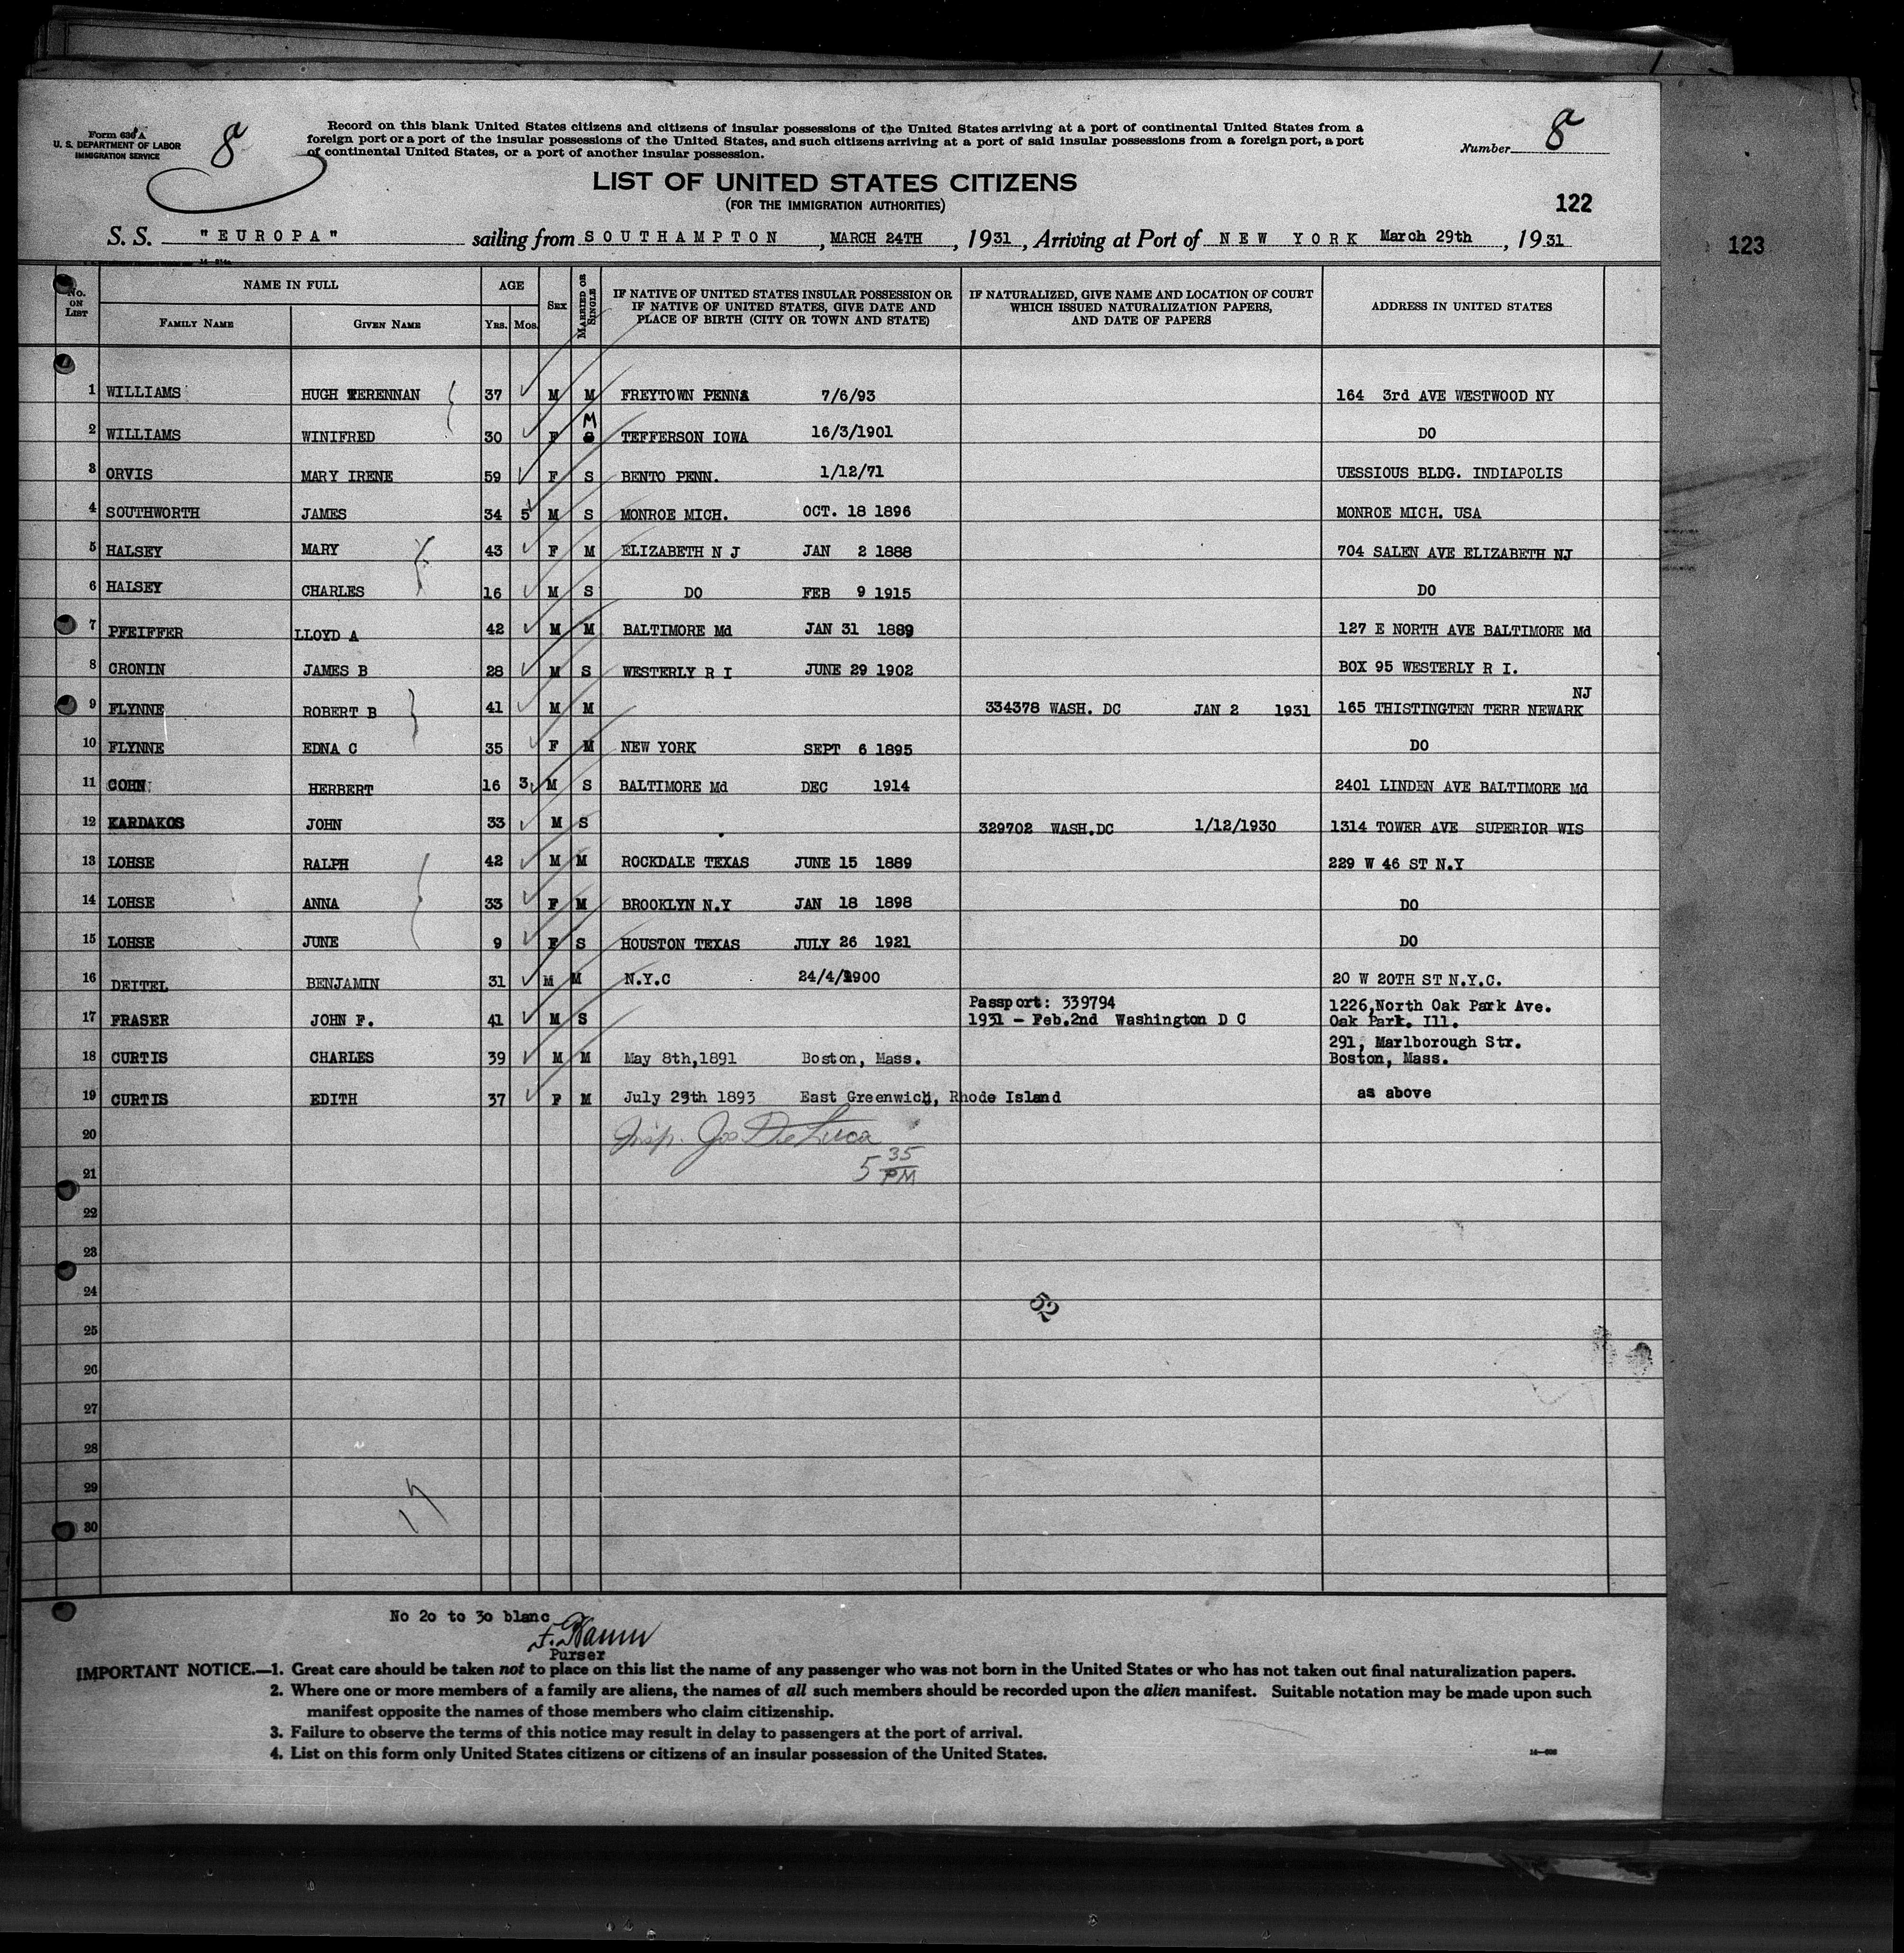 Form 630 A
U. S. DEPARTMENT OF LABOR
IMMIGRATION SERVICE
8
Record on this blank United States citizens and citizens of insular possessions of the United States arriving at a port of continental United States from a
foreign port or a port of the insular possessions of the United States, and such citizens arriving at a port of said insular possessions from a foreign port, a port
of continental United States, or a port of another insular possession.
Number 8
LIST OF UNITED STATES CITIZENS
(FOR THE IMMIGRATION AUTHORITIES)
122
123
S. S. "EUROPA" sailing from SOUTHAMPTON, MARCH 24TH, 1931, Arriving at Port of NEW YORK March 29th, 1931
No. ON LIST
NAME IN FULL
FAMILY NAME GIVEN NAME
AGE
YRS. MOS.
SEX
MARRIED OR SINGLE
IF NATIVE OF UNITED STATES INSULAR POSSESSION OR
IF NATIVE OF UNITED STATES, GIVE DATE AND
PLACE OF BIRTH (CITY OR TOWN AND STATE)
IF NATURALIZED, GIVE NAME AND LOCATION OF COURT
WHICH ISSUED NATURALIZATION PAPERS,
AND DATE OF PAPERS
ADDRESS IN UNITED STATES
1 WILLIAMS HUGH TERENNAN 37 M M FREYTOWN PENNA 7/6/93 164 3rd AVE WESTWOOD NY
2 WILLIAMS WINIFRED 30 F M TEFFERSON IOWA 16/3/1901 DO
3 ORVIS MARY IRENE 59 F S BENTO PENN. 1/12/71 UESSIOUS BLDG. INDIAPOLIS
4 SOUTHWORTH JAMES 34 5 M S MONROE MICH. OCT. 18 1896 MONROE MICH. USA
5 HALSEY MARY 43 F M ELIZABETH N J JAN 2 1888 704 SALEN AVE ELIZABETH NJ
6 HALSEY CHARLES 16 M S DO FEB 9 1915 DO
7 PFEIFFER LLOYD A 42 M M BALTIMORE Md JAN 31 1889 127 E NORTH AVE BALTIMORE Md
8 CRONIN JAMES B 28 M S WESTERLY R I JUNE 29 1902 BOX 95 WESTERLY R I.
NJ
9 FLYNNE ROBERT B 41 M M 334378 WASH. DC JAN 2 1931 165 THISTINGTEN TERR NEWARK
10 FLYNNE EDNA C 35 F M NEW YORK SEPT 6 1895 DO
11 COHN HERBERT 16 3 M S BALTIMORE Md DEC 1914 2401 LINDEN AVE BALTIMORE Md
12 KARDAKOS JOHN 33 M S 329702 WASH.DC 1/12/1930 1314 TOWER AVE SUPERIOR WIS
13 LOHSE RALPH 42 M M ROCKDALE TEXAS JUNE 15 1889 229 W 46 ST N.Y
14 LOHSE ANNA 33 F M BROOKLYN N.Y JAN 18 1898 DO
15 LOHSE JUNE 9 F S HOUSTON TEXAS JULY 26 1921 DO
16 DEITEL BENJAMIN 31 M M N.Y.C 24/4/1900 20 W 20TH ST N.Y.C.
Passport: 339794 1226,North Oak Park Ave.
17 FRASER JOHN F. 41 M S 1931 - Feb.2nd Washington D C Oak Park. Ill.
291, Marlborough Str.
18 CURTIS CHARLES 39 M M May 8th,1891 Boston, Mass. Boston, Mass.
19 CURTIS EDITH 37 F M July 29th 1893 East Greenwich, Rhode Island as above
20 Insp. Jos De Luca
21 5 35 PM
22
23
24 52
25
26
27
28
29
30
No 20 to 30 blanc
Purser
IMPORTANT NOTICE.—1. Great care should be taken not to place on this list the name of any passenger who was not born in the United States or who has not taken out final naturalization papers.
2. Where one or more members of a family are aliens, the names of all such members should be recorded upon the alien manifest. Suitable notation may be made upon such
manifest opposite the names of those members who claim citizenship.
3. Failure to observe the terms of this notice may result in delay to passengers at the port of arrival.
4. List on this form only United States citizens or citizens of an insular possession of the United States.